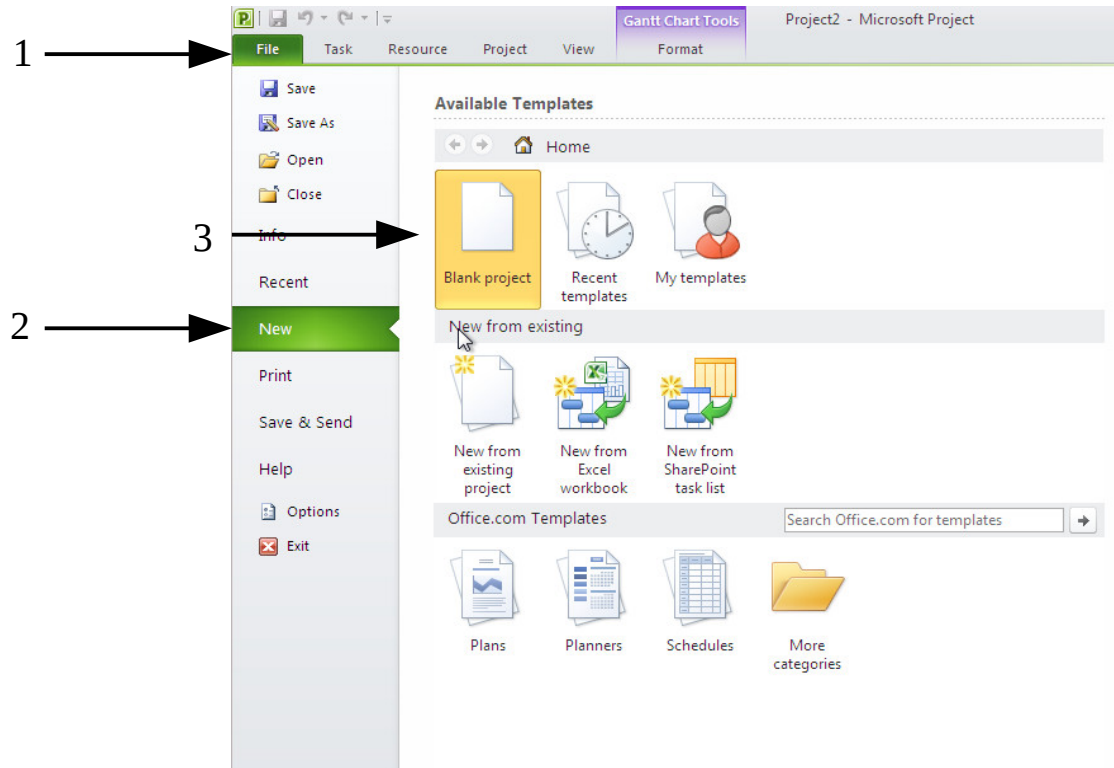 Gantt Chart Tools
Project2 - Microsoft Project
1
File Task Resource Project View Format
Save
Save As
Open
Close
Info
Recent
2
New
Print
Save & Send
Help
Options
Exit
Available Templates
Home
3
Blank project
Recent
templates
My templates
New from existing
New from
existing
project
New from
Excel
workbook
New from
SharePoint
task list
Office.com Templates
Search Office.com for templates
Plans
Planners
Schedules
More
categories